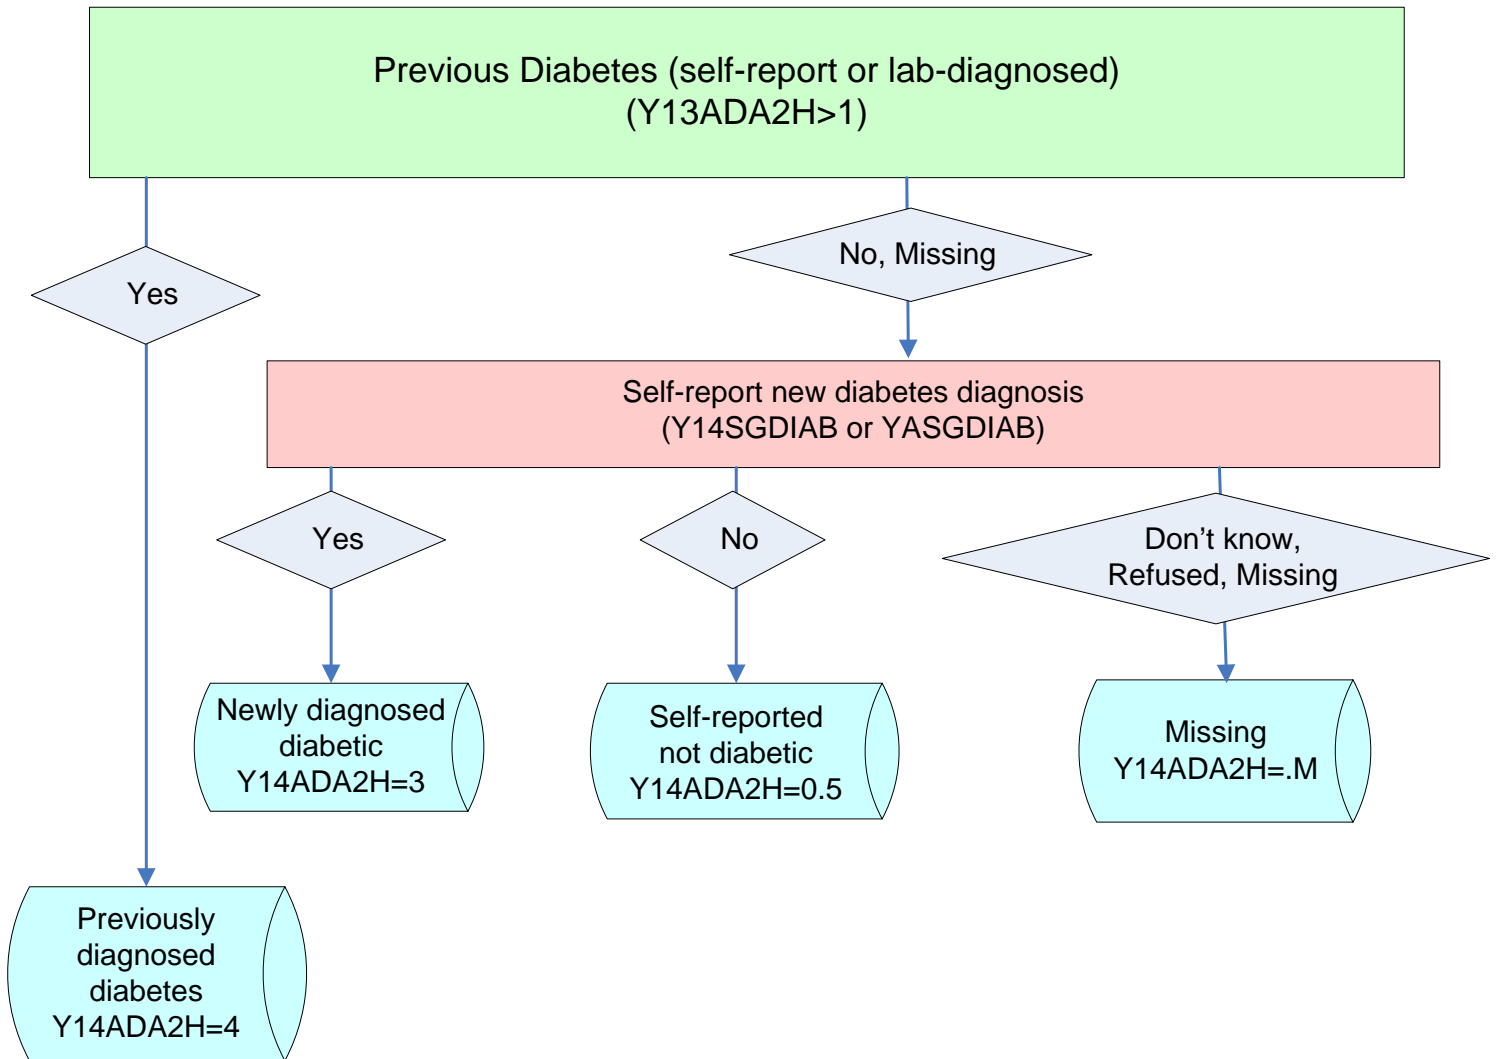 Previous Diabetes (self-report or lab-diagnosed)
(Y13ADA2H>1)
No, Missing
Yes
Self-report new diabetes diagnosis
(Y14SGDIAB or YASGDIAB)
Yes
No
Don’t know,
Refused, Missing
Newly diagnosed
diabetic
Y14ADA2H=3
Self-reported
not diabetic
Y14ADA2H=0.5
Missing
Y14ADA2H=.M
Previously
diagnosed
diabetes
Y14ADA2H=4